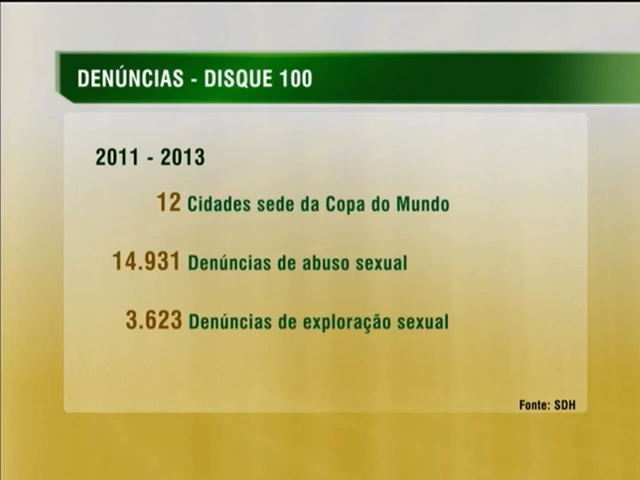 DENÚNCIAS - DISQUE 100
2011 - 2013
12 Cidades sede da Copa do Mundo
14.931 Denúncias de abuso sexual
3.623 Denúncias de exploração sexual
Fonte: SDH